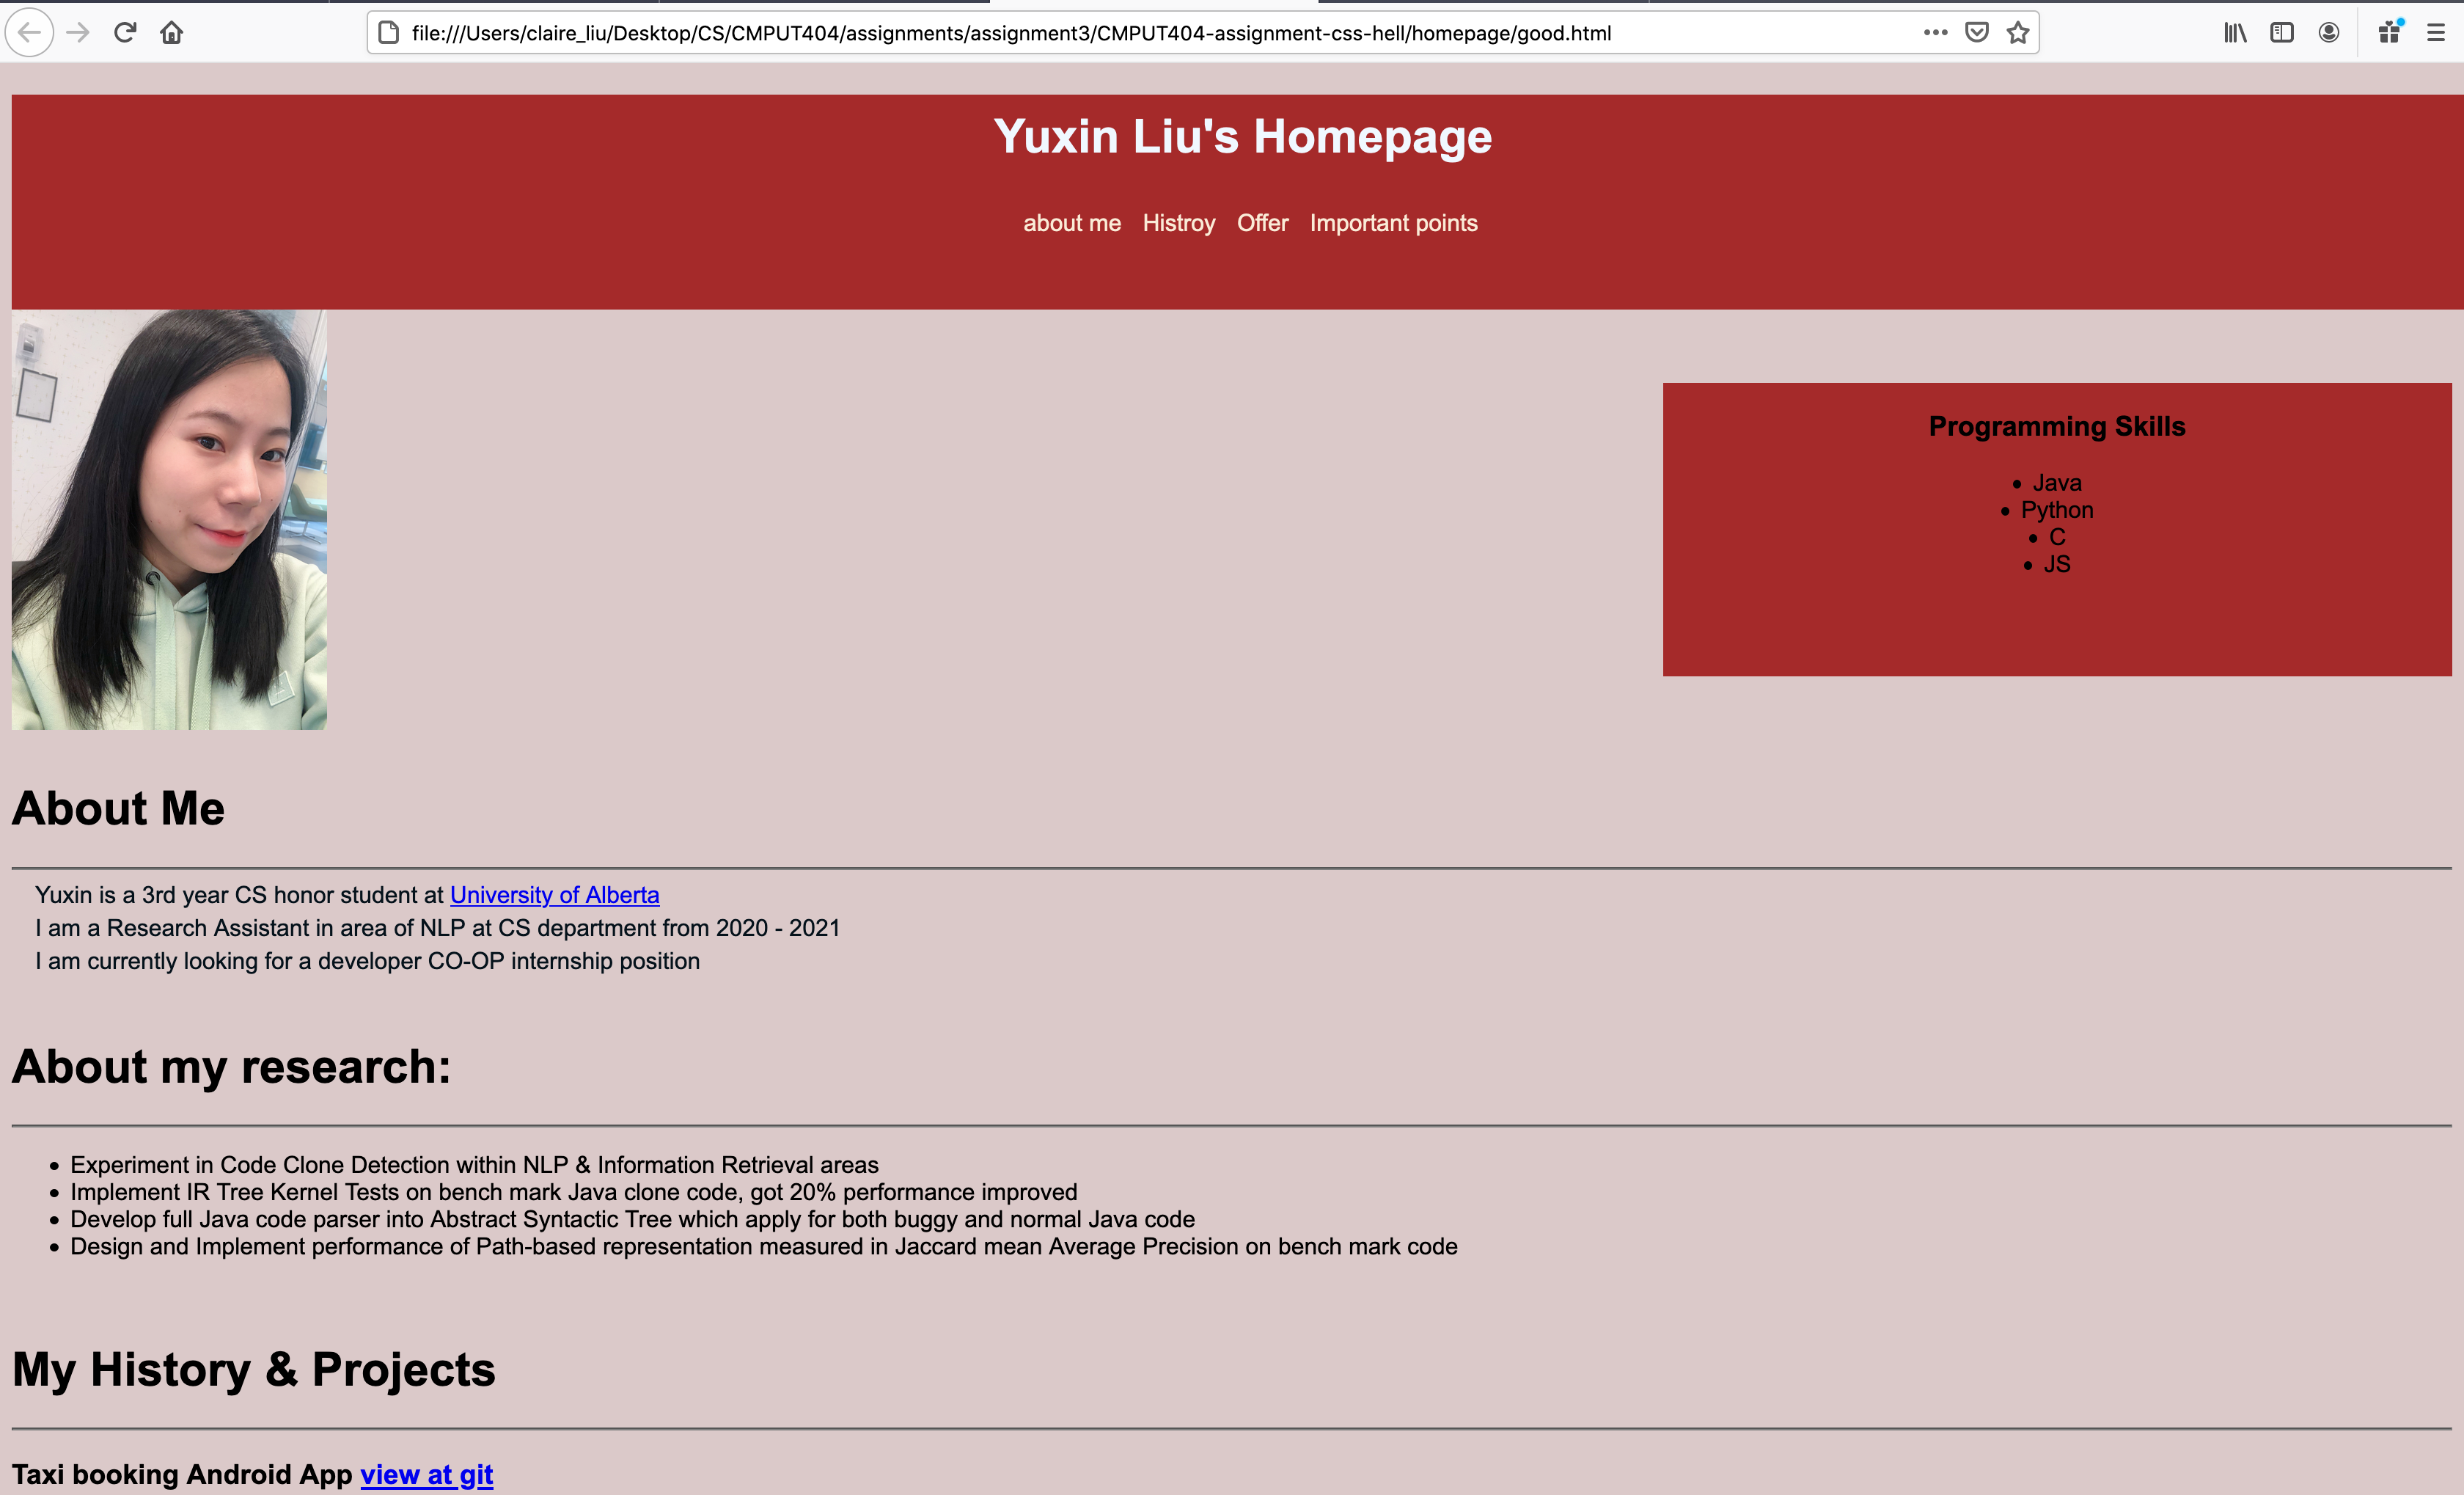 file:///Users/claire_liu/Desktop/CS/CMPUT404/assignments/assignment3/CMPUT404-assignment-css-hell/homepage/good.html
Yuxin Liu's Homepage
about me Histroy Offer Important points
Programming Skills
• Java
• Python
• C
• JS
About Me
Yuxin is a 3rd year CS honor student at University of Alberta
I am a Research Assistant in area of NLP at CS department from 2020 - 2021
I am currently looking for a developer CO-OP internship position
About my research:
• Experiment in Code Clone Detection within NLP & Information Retrieval areas
• Implement IR Tree Kernel Tests on bench mark Java clone code, got 20% performance improved
• Develop full Java code parser into Abstract Syntactic Tree which apply for both buggy and normal Java code
• Design and Implement performance of Path-based representation measured in Jaccard mean Average Precision on bench mark code
My History & Projects
Taxi booking Android App view at git